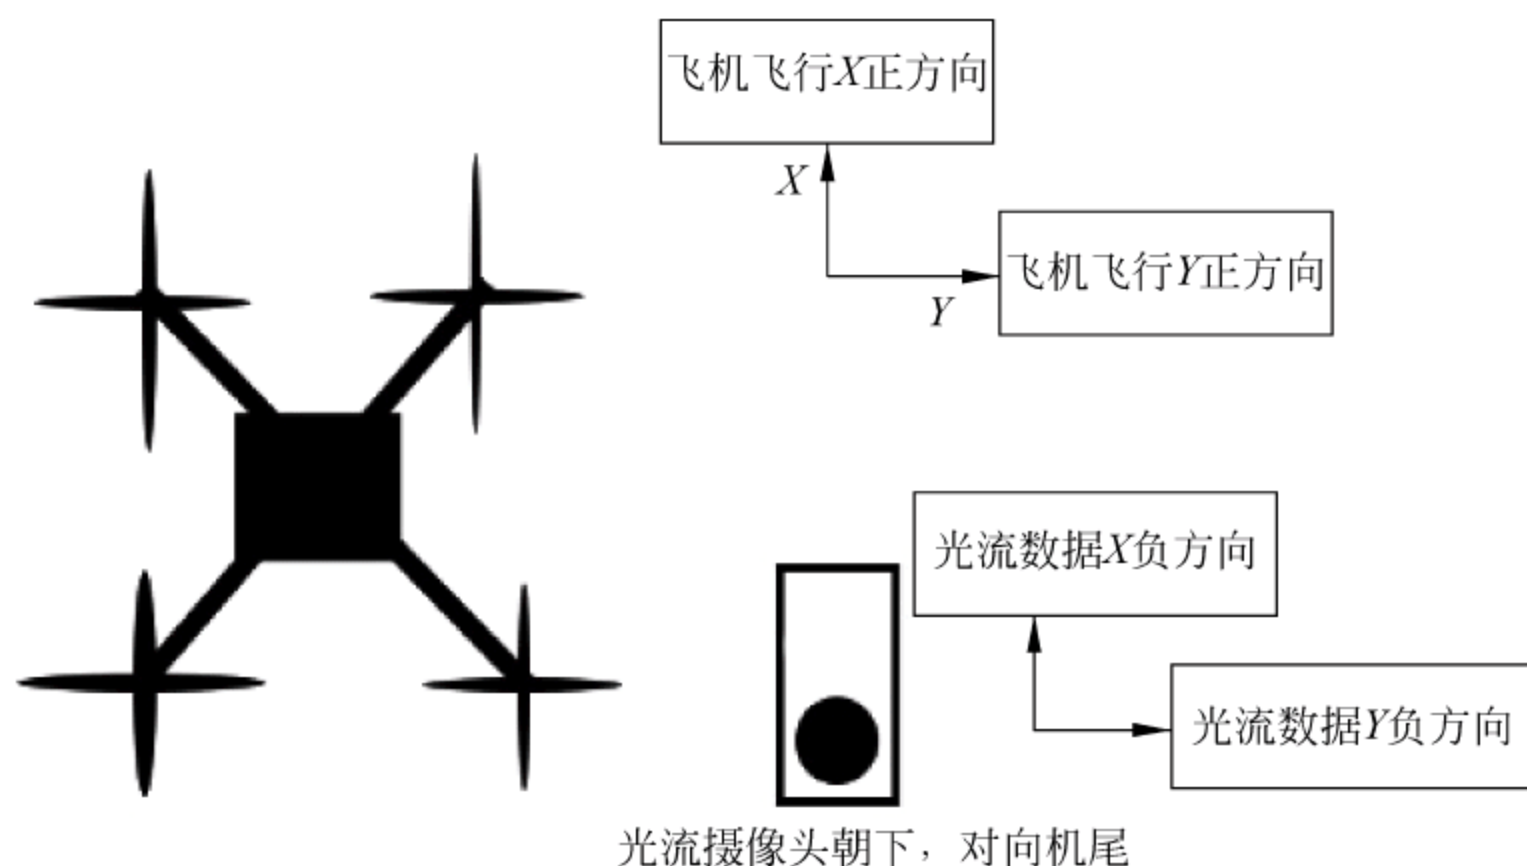 飞机飞行X正方向
X
飞机飞行Y正方向
Y
光流数据X负方向
光流数据Y负方向
光流摄像头朝下，对向机尾